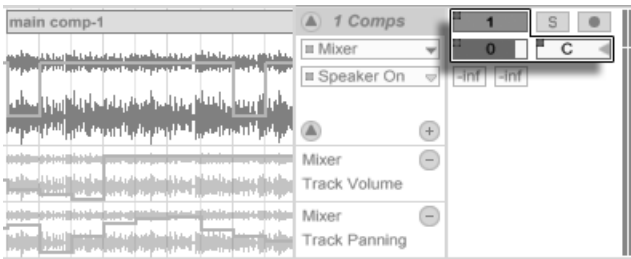 main comp-1
1 Comps
1
S
Mixer
0
C
Speaker On
-Inf
-Inf
Mixer
Track Volume
Mixer
Track Panning